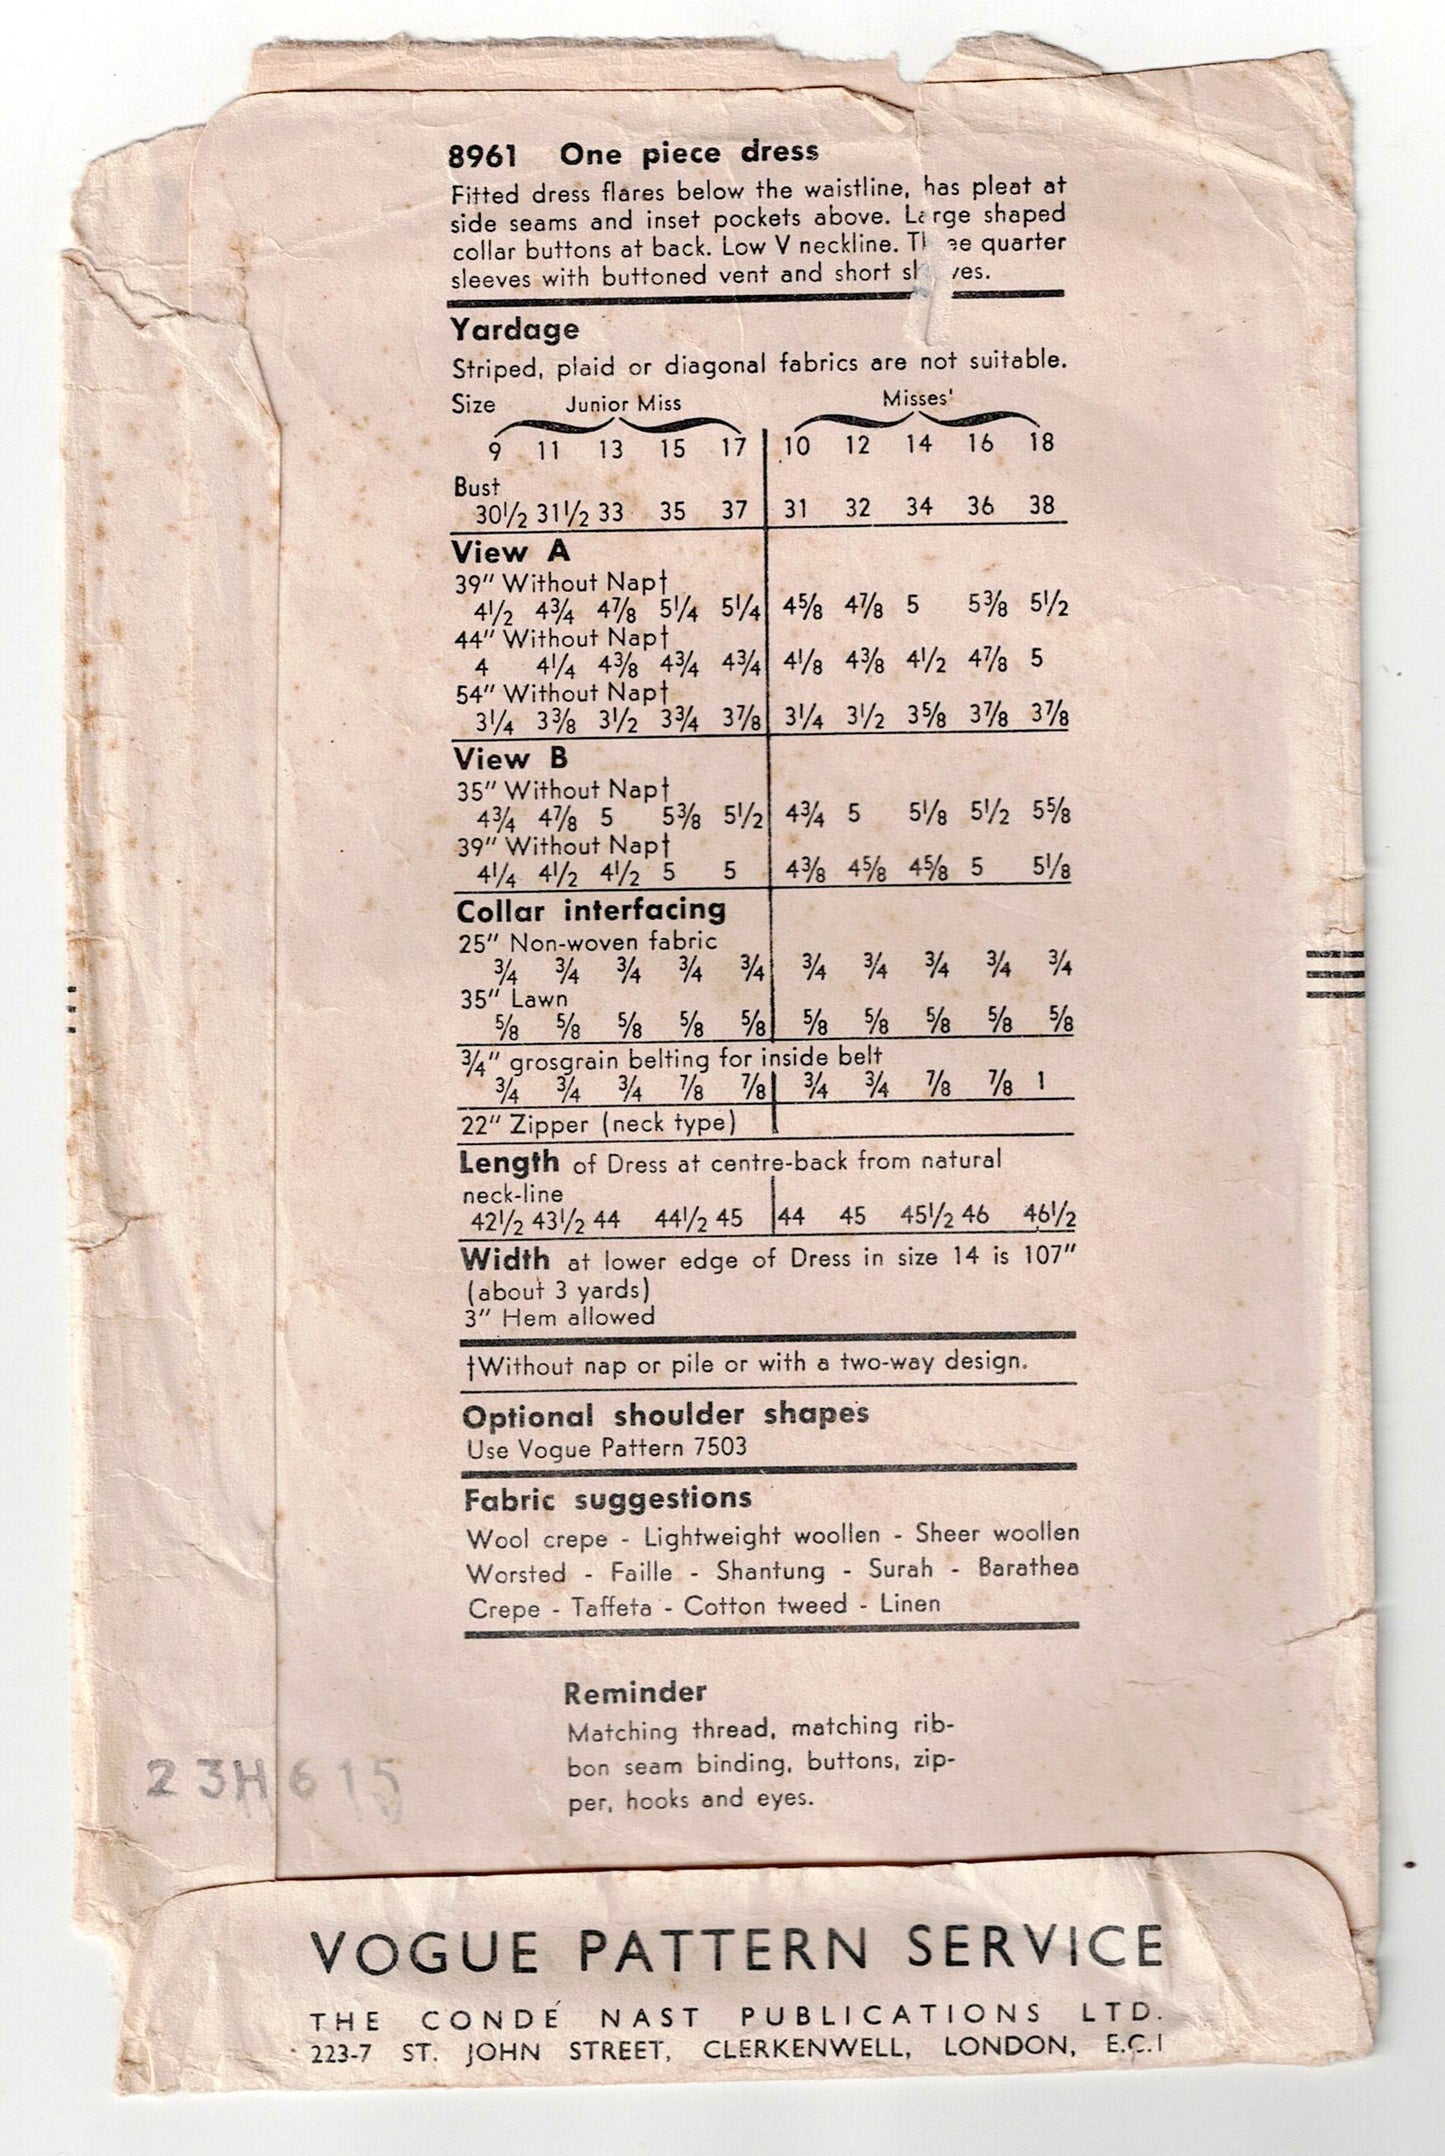 8961 One piece dress
Fitted dress flares below the waistline, has pleat at
side seams and inset pockets above. Large shaped
collar buttons at back. Low V neckline. Three quarter
sleeves with buttoned vent and short sleeves.
Yardage
Striped, plaid or diagonal fabrics are not suitable.
Size Junior Miss Misses'
9 11 13 15 17 10 12 14 16 18
Bust
30½ 31½ 33 35 37 31 32 34 36 38
View A
39" Without Nap†
4½ 4¾ 4⅞ 5¼ 5¼ 4⅝ 4⅞ 5 5⅜ 5½
44" Without Nap†
4 4¼ 4⅜ 4¾ 4¾ 4⅛ 4⅜ 4½ 4⅞ 5
54" Without Nap†
3¼ 3⅜ 3½ 3¾ 3⅞ 3¼ 3½ 3⅝ 3⅞ 3⅞
View B
35" Without Nap†
4¾ 4⅞ 5 5⅜ 5½ 4¾ 5 5⅛ 5½ 5⅝
39" Without Nap†
4¼ 4½ 4½ 5 5 4⅜ 4⅝ 4⅝ 5 5⅛
Collar interfacing
25" Non-woven fabric
¾ ¾ ¾ ¾ ¾ ¾ ¾ ¾ ¾ ¾
35" Lawn
⅝ ⅝ ⅝ ⅝ ⅝ ⅝ ⅝ ⅝ ⅝ ⅝
¾" grosgrain belting for inside belt
¾ ¾ ¾ ⅞ ⅞ ¾ ¾ ⅞ ⅞ 1
22" Zipper (neck type)
Length of Dress at centre-back from natural
neck-line
42½ 43½ 44 44½ 45 44 45 45½ 46 46½
Width at lower edge of Dress in size 14 is 107"
(about 3 yards)
3" Hem allowed
†Without nap or pile or with a two-way design.
Optional shoulder shapes
Use Vogue Pattern 7503
Fabric suggestions
Wool crepe - Lightweight woollen - Sheer woollen
Worsted - Faille - Shantung - Surah - Barathea
Crepe - Taffeta - Cotton tweed - Linen
Reminder
Matching thread, matching rib-
bon seam binding, buttons, zip-
per, hooks and eyes.
23H615
VOGUE PATTERN SERVICE
THE CONDÉ NAST PUBLICATIONS LTD.
223-7 ST. JOHN STREET, CLERKENWELL, LONDON, E.C.1